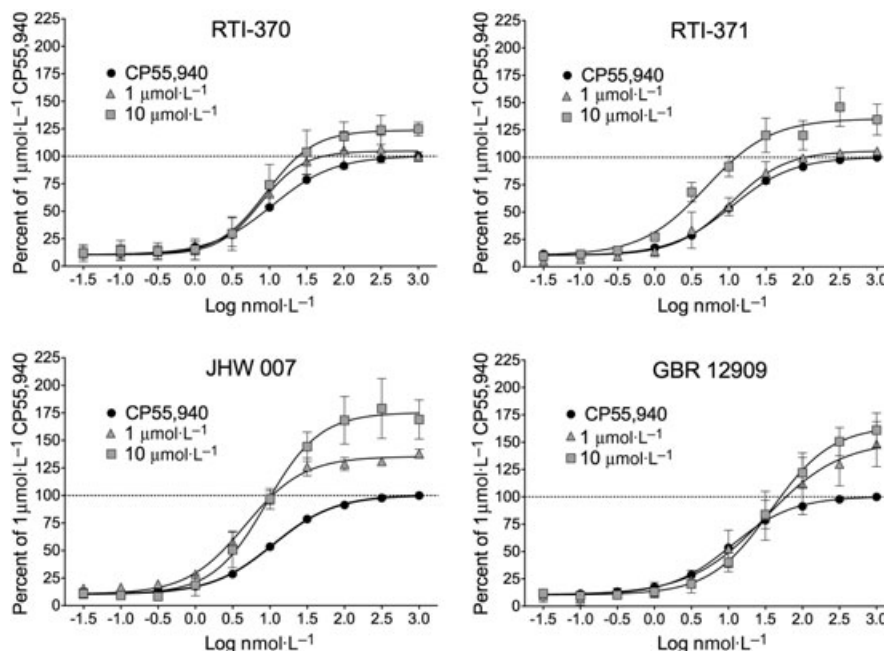 RTI-370
Percent of 1 μmol·L–1 CP55,940
225
200
175
150
125
100
75
50
25
0
CP55,940
1 μmol·L–1
10 μmol·L–1
-1.5 -1.0 -0.5 0.0 0.5 1.0 1.5 2.0 2.5 3.0
Log nmol·L–1
RTI-371
Percent of 1 μmol·L–1 CP55,940
225
200
175
150
125
100
75
50
25
0
CP55,940
1 μmol·L–1
10 μmol·L–1
-1.5 -1.0 -0.5 0.0 0.5 1.0 1.5 2.0 2.5 3.0
Log nmol·L–1
JHW 007
Percent of 1 μmol·L–1 CP55,940
225
200
175
150
125
100
75
50
25
0
CP55,940
1 μmol·L–1
10 μmol·L–1
-1.5 -1.0 -0.5 0.0 0.5 1.0 1.5 2.0 2.5 3.0
Log nmol·L–1
GBR 12909
Percent of 1 μmol·L–1 CP55,940
225
200
175
150
125
100
75
50
25
0
CP55,940
1 μmol·L–1
10 μmol·L–1
-1.5 -1.0 -0.5 0.0 0.5 1.0 1.5 2.0 2.5 3.0
Log nmol·L–1